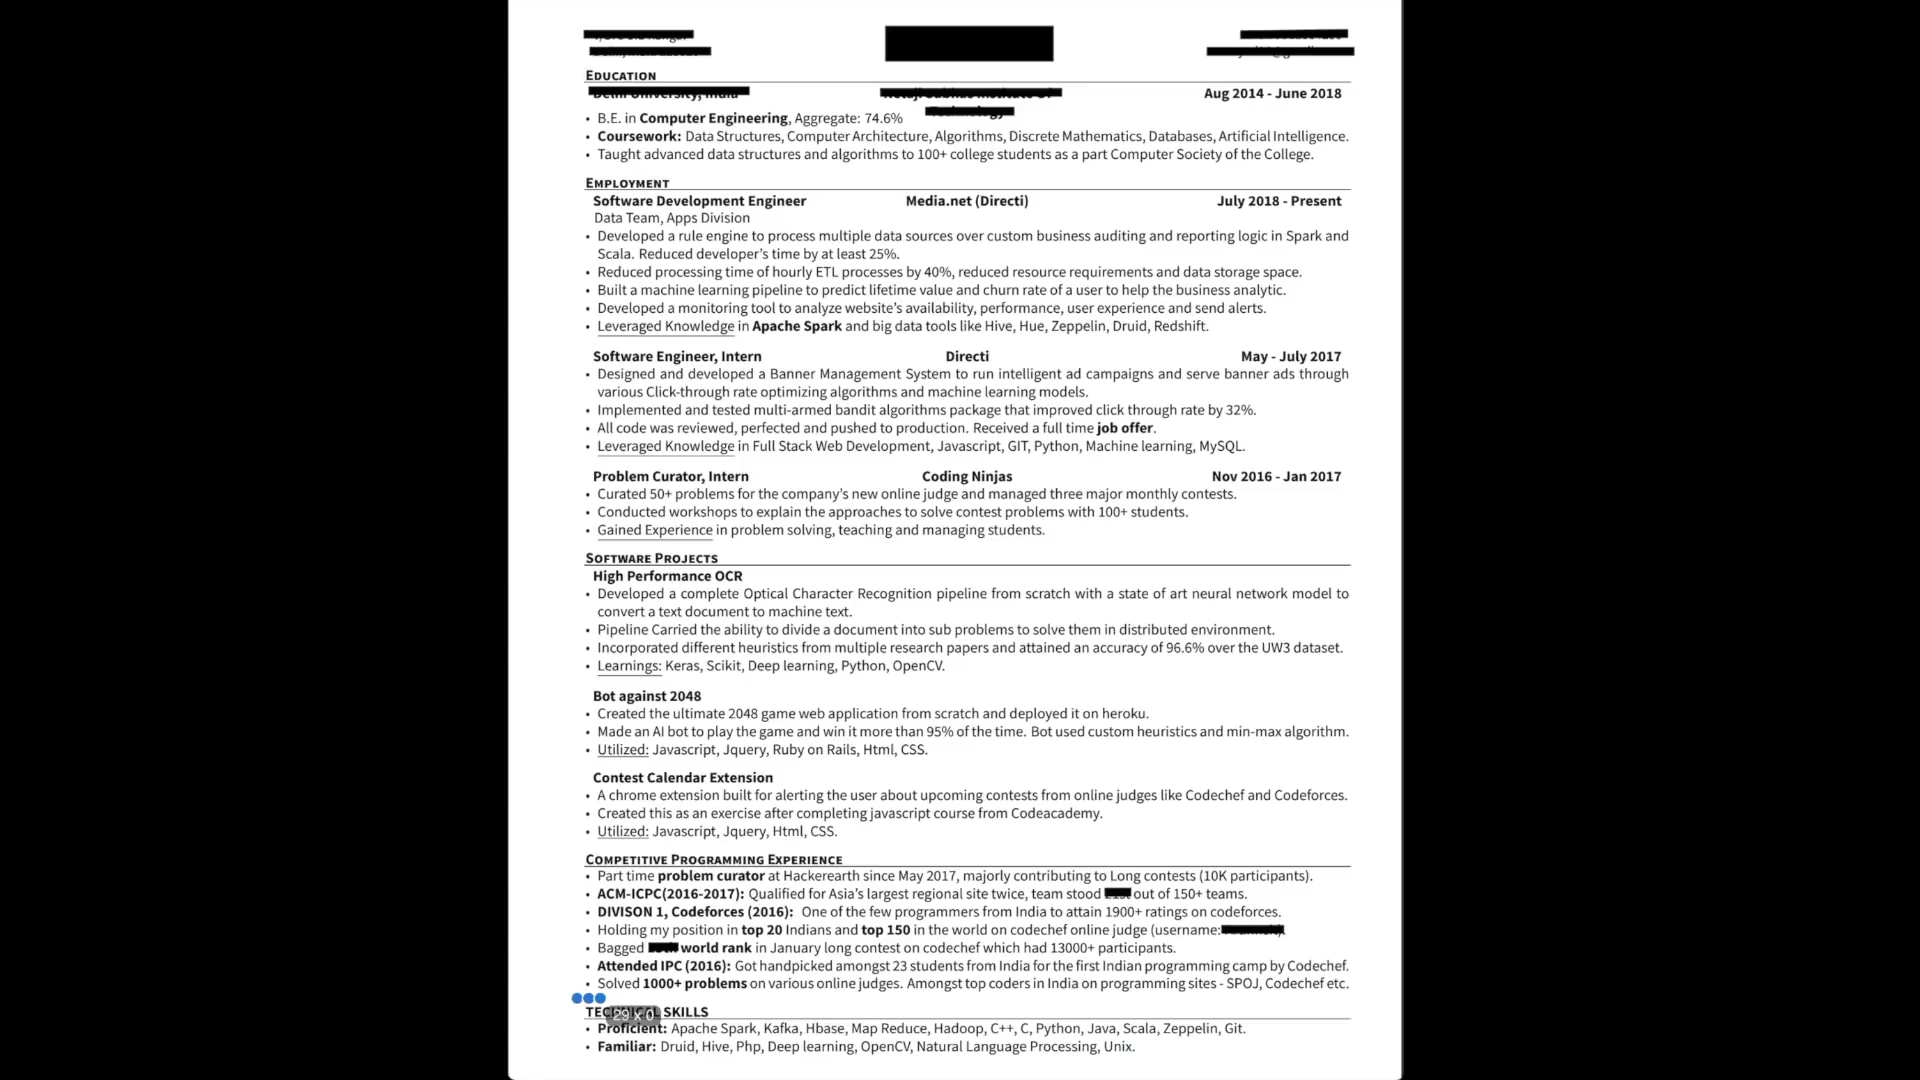 EDUCATION
Aug 2014 - June 2018
• B.E. in Computer Engineering, Aggregate: 74.6%
• Coursework: Data Structures, Computer Architecture, Algorithms, Discrete Mathematics, Databases, Artificial Intelligence.
• Taught advanced data structures and algorithms to 100+ college students as a part Computer Society of the College.
EMPLOYMENT
Software Development Engineer Media.net (Directi) July 2018 - Present
Data Team, Apps Division
• Developed a rule engine to process multiple data sources over custom business auditing and reporting logic in Spark and
Scala. Reduced developer's time by at least 25%.
• Reduced processing time of hourly ETL processes by 40%, reduced resource requirements and data storage space.
• Built a machine learning pipeline to predict lifetime value and churn rate of a user to help the business analytic.
• Developed a monitoring tool to analyze website's availability, performance, user experience and send alerts.
• Leveraged Knowledge in Apache Spark and big data tools like Hive, Hue, Zeppelin, Druid, Redshift.
Software Engineer, Intern Directi May - July 2017
• Designed and developed a Banner Management System to run intelligent ad campaigns and serve banner ads through
various Click-through rate optimizing algorithms and machine learning models.
• Implemented and tested multi-armed bandit algorithms package that improved click through rate by 32%.
• All code was reviewed, perfected and pushed to production. Received a full time job offer.
• Leveraged Knowledge in Full Stack Web Development, Javascript, GIT, Python, Machine learning, MySQL.
Problem Curator, Intern Coding Ninjas Nov 2016 - Jan 2017
• Curated 50+ problems for the company's new online judge and managed three major monthly contests.
• Conducted workshops to explain the approaches to solve contest problems with 100+ students.
• Gained Experience in problem solving, teaching and managing students.
SOFTWARE PROJECTS
High Performance OCR
• Developed a complete Optical Character Recognition pipeline from scratch with a state of art neural network model to
convert a text document to machine text.
• Pipeline Carried the ability to divide a document into sub problems to solve them in distributed environment.
• Incorporated different heuristics from multiple research papers and attained an accuracy of 96.6% over the UW3 dataset.
• Learnings: Keras, Scikit, Deep learning, Python, OpenCV.
Bot against 2048
• Created the ultimate 2048 game web application from scratch and deployed it on heroku.
• Made an AI bot to play the game and win it more than 95% of the time. Bot used custom heuristics and min-max algorithm.
• Utilized: Javascript, Jquery, Ruby on Rails, Html, CSS.
Contest Calendar Extension
• A chrome extension built for alerting the user about upcoming contests from online judges like Codechef and Codeforces.
• Created this as an exercise after completing javascript course from Codeacademy.
• Utilized: Javascript, Jquery, Html, CSS.
COMPETITIVE PROGRAMMING EXPERIENCE
• Part time problem curator at Hackerearth since May 2017, majorly contributing to Long contests (10K participants).
• ACM-ICPC(2016-2017): Qualified for Asia's largest regional site twice, team stood out of 150+ teams.
• DIVISON 1, Codeforces (2016): One of the few programmers from India to attain 1900+ ratings on codeforces.
• Holding my position in top 20 Indians and top 150 in the world on codechef online judge (username:
• Bagged world rank in January long contest on codechef which had 13000+ participants.
• Attended IPC (2016): Got handpicked amongst 23 students from India for the first Indian programming camp by Codechef.
• Solved 1000+ problems on various online judges. Amongst top coders in India on programming sites - SPOJ, Codechef etc.
TECHNICAL SKILLS
29 x 0
• Proficient: Apache Spark, Kafka, Hbase, Map Reduce, Hadoop, C++, C, Python, Java, Scala, Zeppelin, Git.
• Familiar: Druid, Hive, Php, Deep learning, OpenCV, Natural Language Processing, Unix.